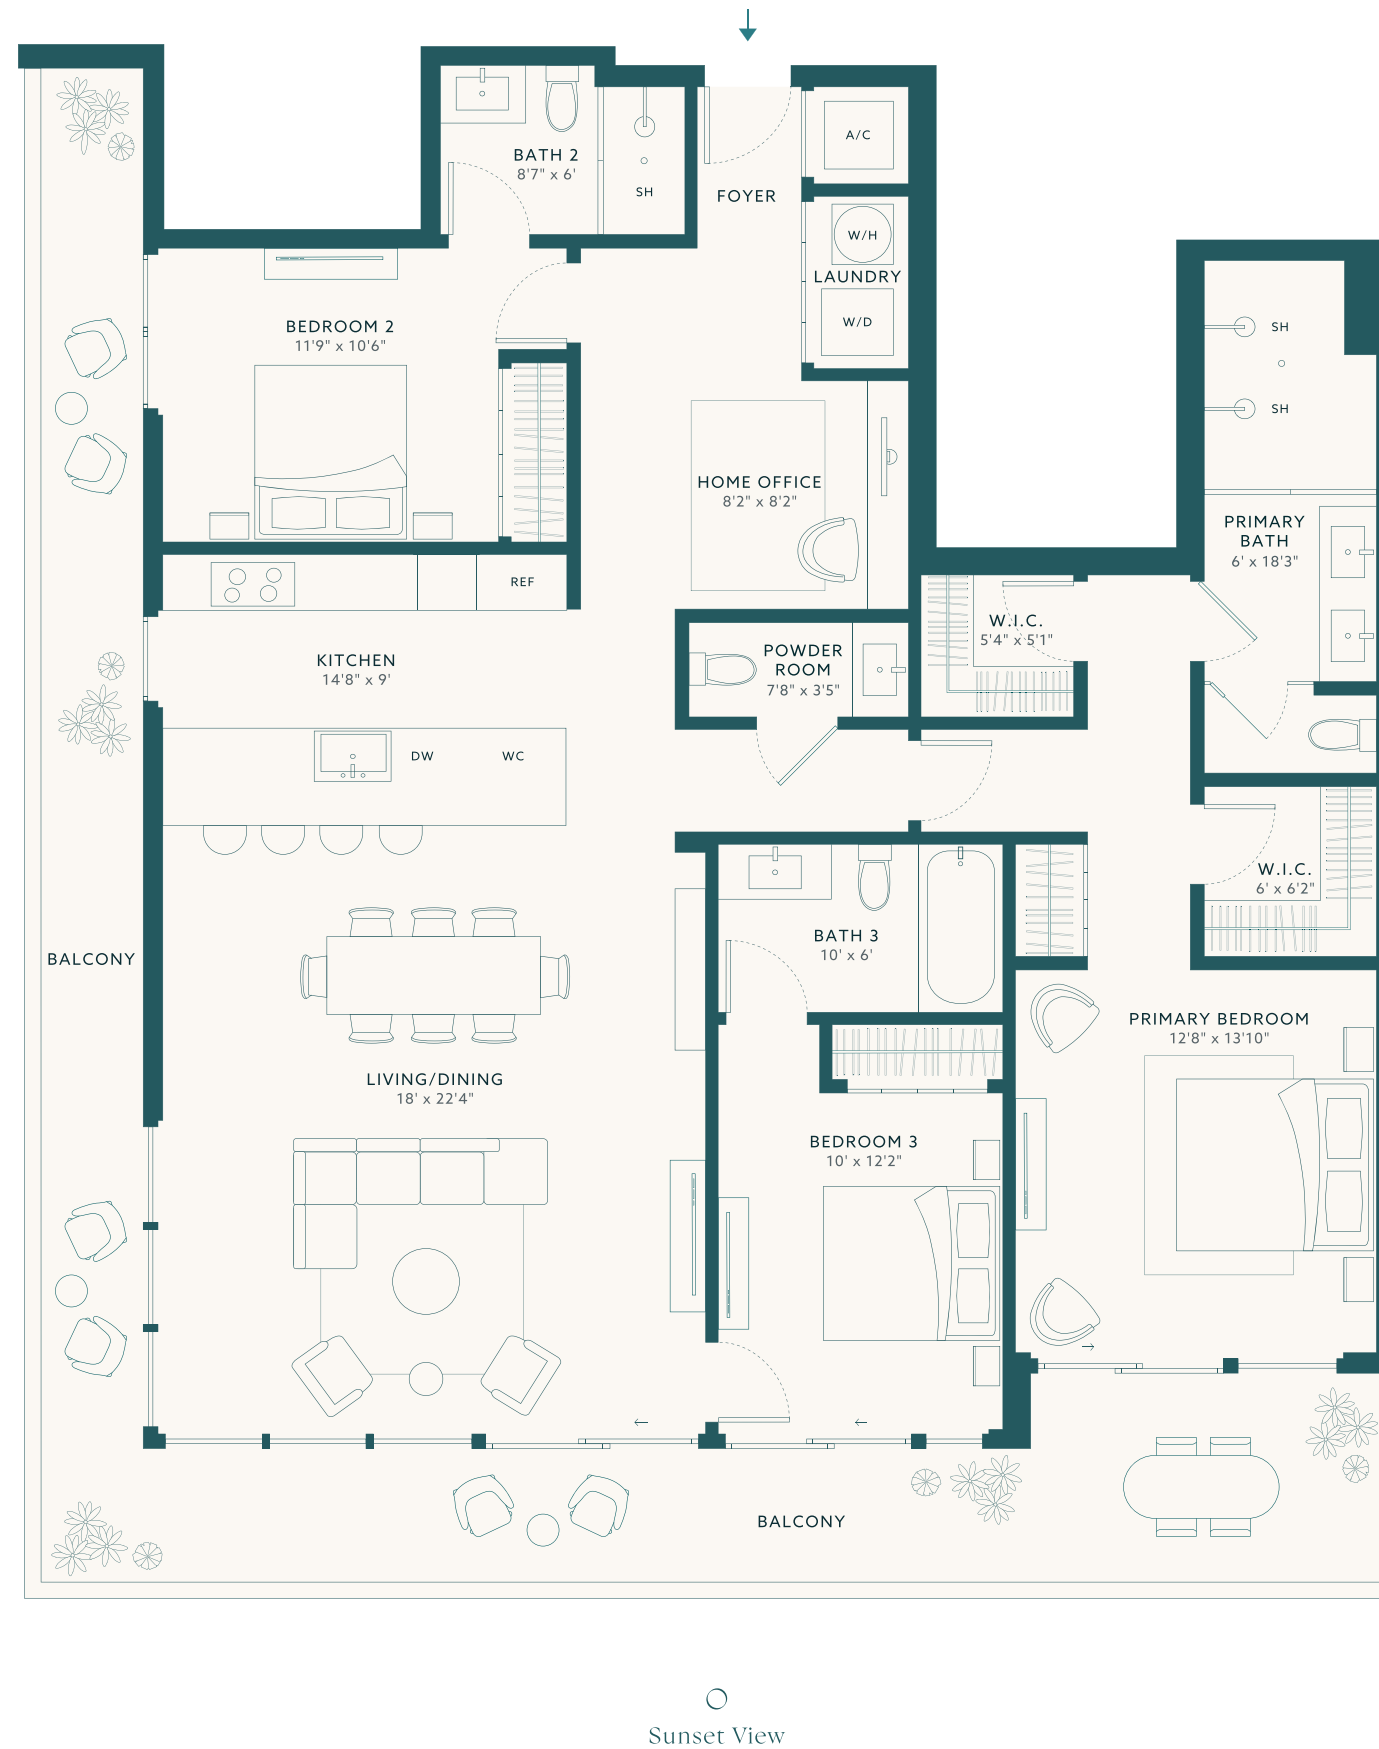 A/C
BATH 2
8'7" x 6'
SH
FOYER
W/H
LAUNDRY
W/D
BEDROOM 2
11'9" x 10'6"
SH
SH
HOME OFFICE
8'2" x 8'2"
PRIMARY
BATH
6' x 18'3"
REF
W.I.C.
5'4" x 5'1"
KITCHEN
14'8" x 9'
POWDER
ROOM
7'8" x 3'5"
DW
WC
W.I.C.
6' x 6'2"
BATH 3
10' x 6'
BALCONY
PRIMARY BEDROOM
12'8" x 13'10"
LIVING/DINING
18' x 22'4"
BEDROOM 3
10' x 12'2"
BALCONY
Sunset View